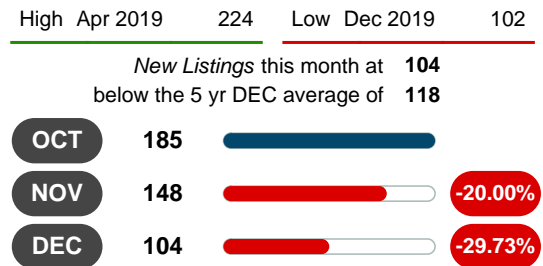 High Apr 2019 224 Low Dec 2019 102
New Listings this month at 104
below the 5 yr DEC average of 118
OCT 185
NOV 148 -20.00%
DEC 104 -29.73%